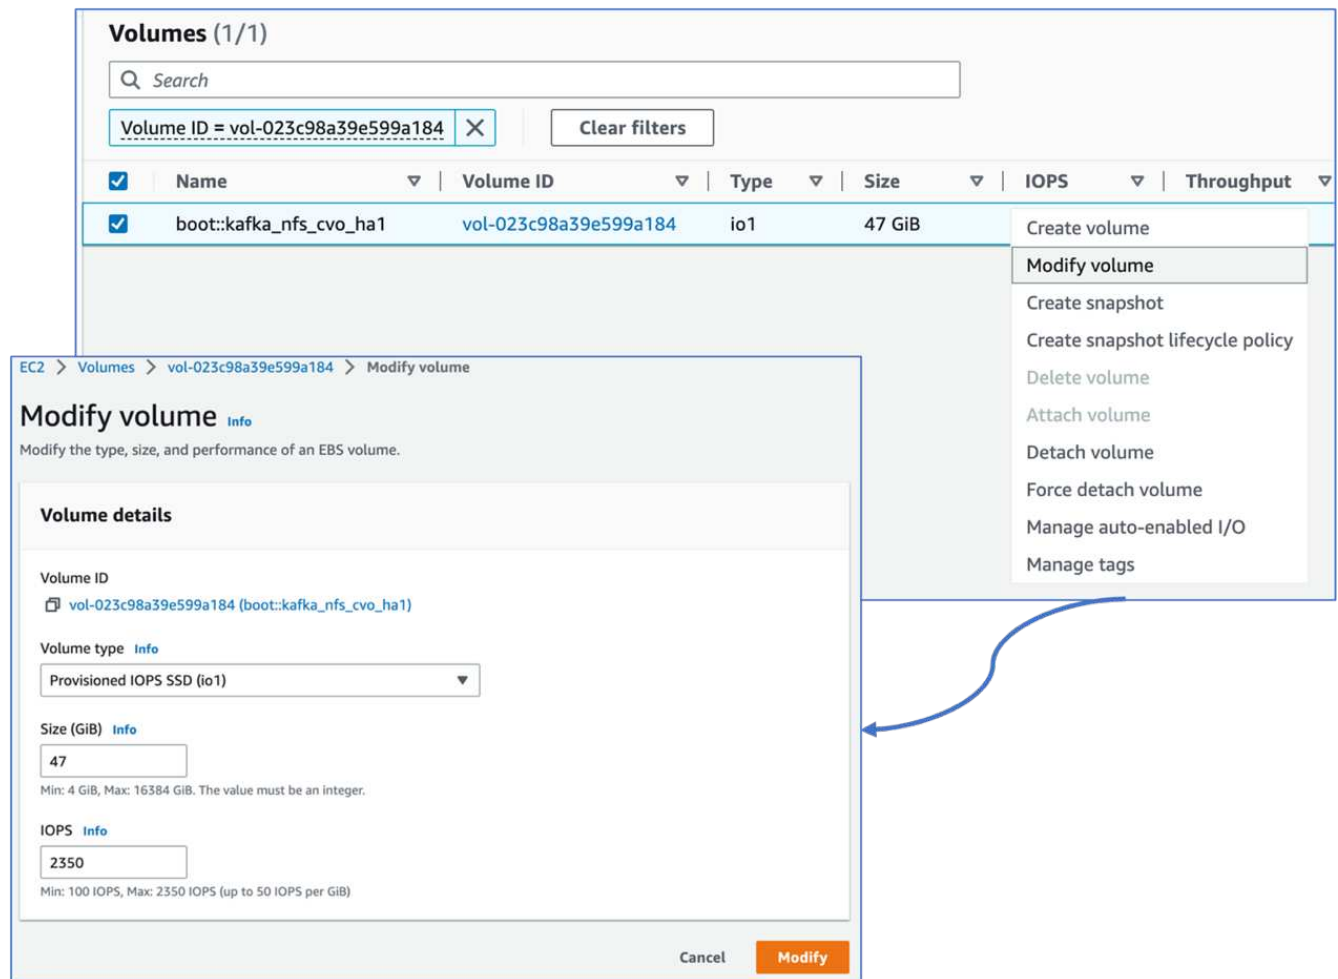 Volumes (1/1)
Search
Volume ID = vol-023c98a39e599a184
Clear filters
Name Volume ID Type Size IOPS Throughput
boot::kafka_nfs_cvo_ha1 vol-023c98a39e599a184 io1 47 GiB
Create volume
Modify volume
Create snapshot
Create snapshot lifecycle policy
Delete volume
Attach volume
Detach volume
Force detach volume
Manage auto-enabled I/O
Manage tags
EC2 > Volumes > vol-023c98a39e599a184 > Modify volume
Modify volume Info
Modify the type, size, and performance of an EBS volume.
Volume details
Volume ID
vol-023c98a39e599a184 (boot::kafka_nfs_cvo_ha1)
Volume type Info
Provisioned IOPS SSD (io1)
Size (GiB) Info
47
Min: 4 GiB, Max: 16384 GiB. The value must be an integer.
IOPS Info
2350
Min: 100 IOPS, Max: 2350 IOPS (up to 50 IOPS per GiB)
Cancel Modify